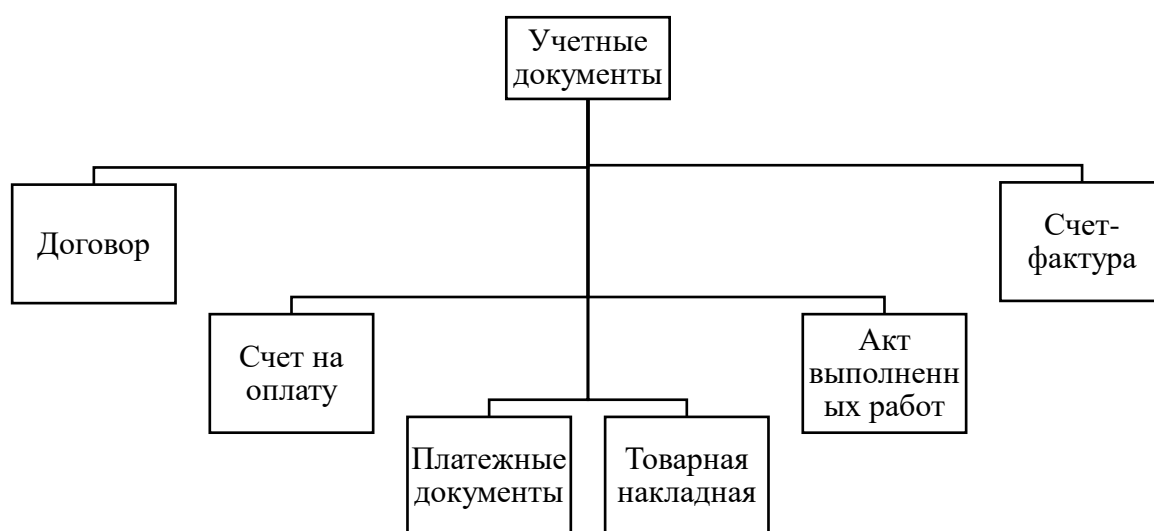 Учетные
документы
Договор
Счет-
фактура
Счет на
оплату
Акт
выполненн
ых работ
Платежные
документы
Товарная
накладная